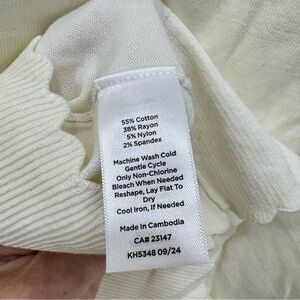 55% Cotton
38% Rayon
5% Nylon
2% Spandex
Machine Wash Cold
Gentle Cycle
Only Non-Chlorine
Bleach When Needed
Reshape, Lay Flat To
Dry
Cool Iron, If Needed
Made In Cambodia
CA# 23147
KH5348 09/24